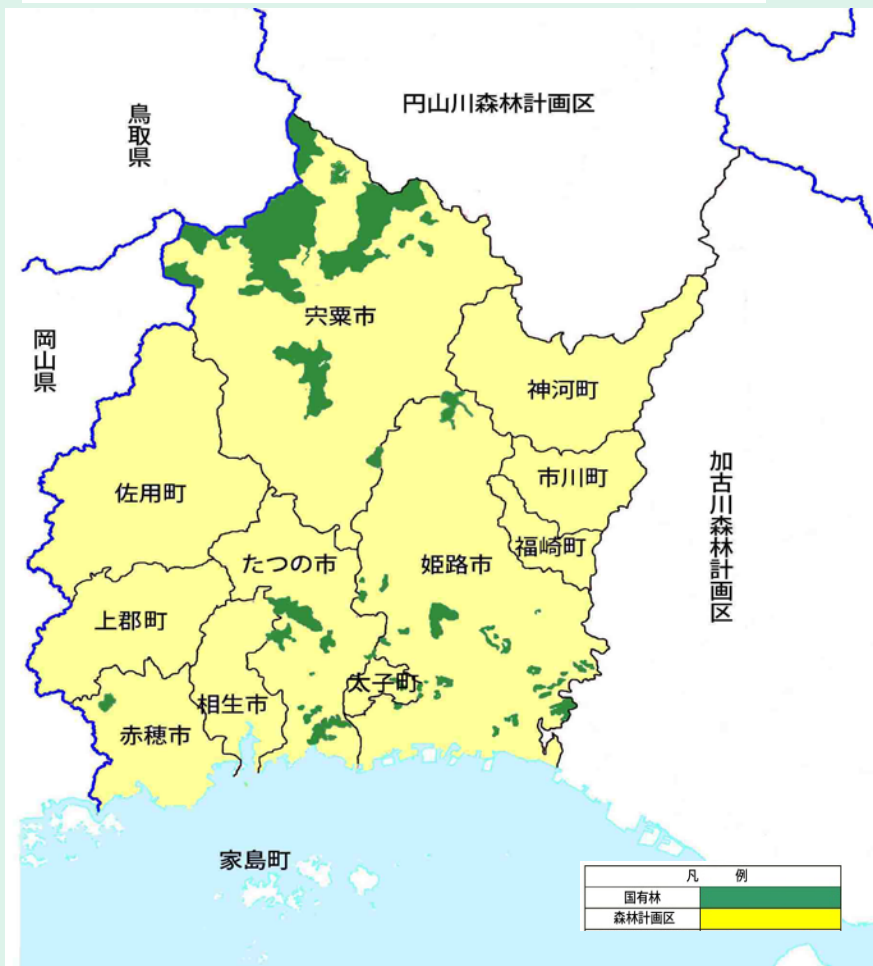 円山川森林計画区
鳥取県
宍粟市
岡山県
神河町
加古川森林計画区
市川町
佐用町
福崎町
たつの市
姫路市
上郡町
太子町
相生市
赤穂市
家島町
凡 例
国有林
森林計画区